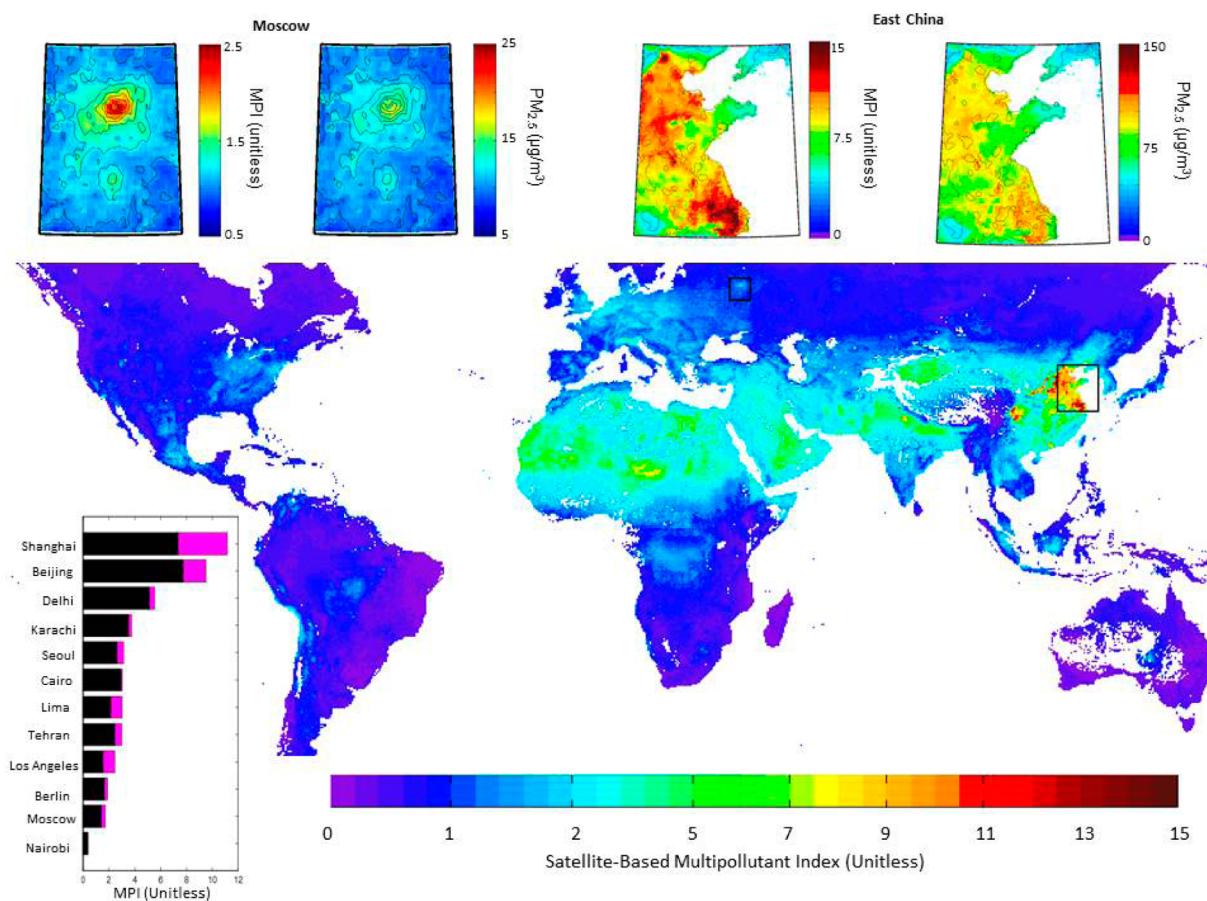 Moscow
East China
2.5
1.5
0.5
MPI (unitless)
25
15
5
PM2.5 (µg/m³)
15
7.5
0
MPI (unitless)
150
75
0
PM2.5 (µg/m³)
Shanghai
Beijing
Delhi
Karachi
Seoul
Cairo
Lima
Tehran
Los Angeles
Berlin
Moscow
Nairobi
0 2 4 6 8 10 12
MPI (Unitless)
0 1 2 5 7 9 11 13 15
Satellite-Based Multipollutant Index (Unitless)